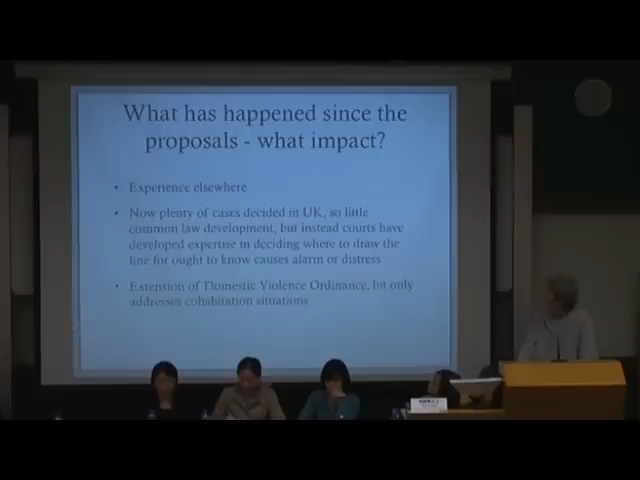 What has happened since the
proposals - what impact?
• Experience elsewhere
• Now plenty of cases decided in UK, so little
common law development, but instead courts have
developed expertise in deciding where to draw the
line for ought to know causes alarm or distress
• Extension of Domestic Violence Ordinance, bit only
addresses cohabitation situations